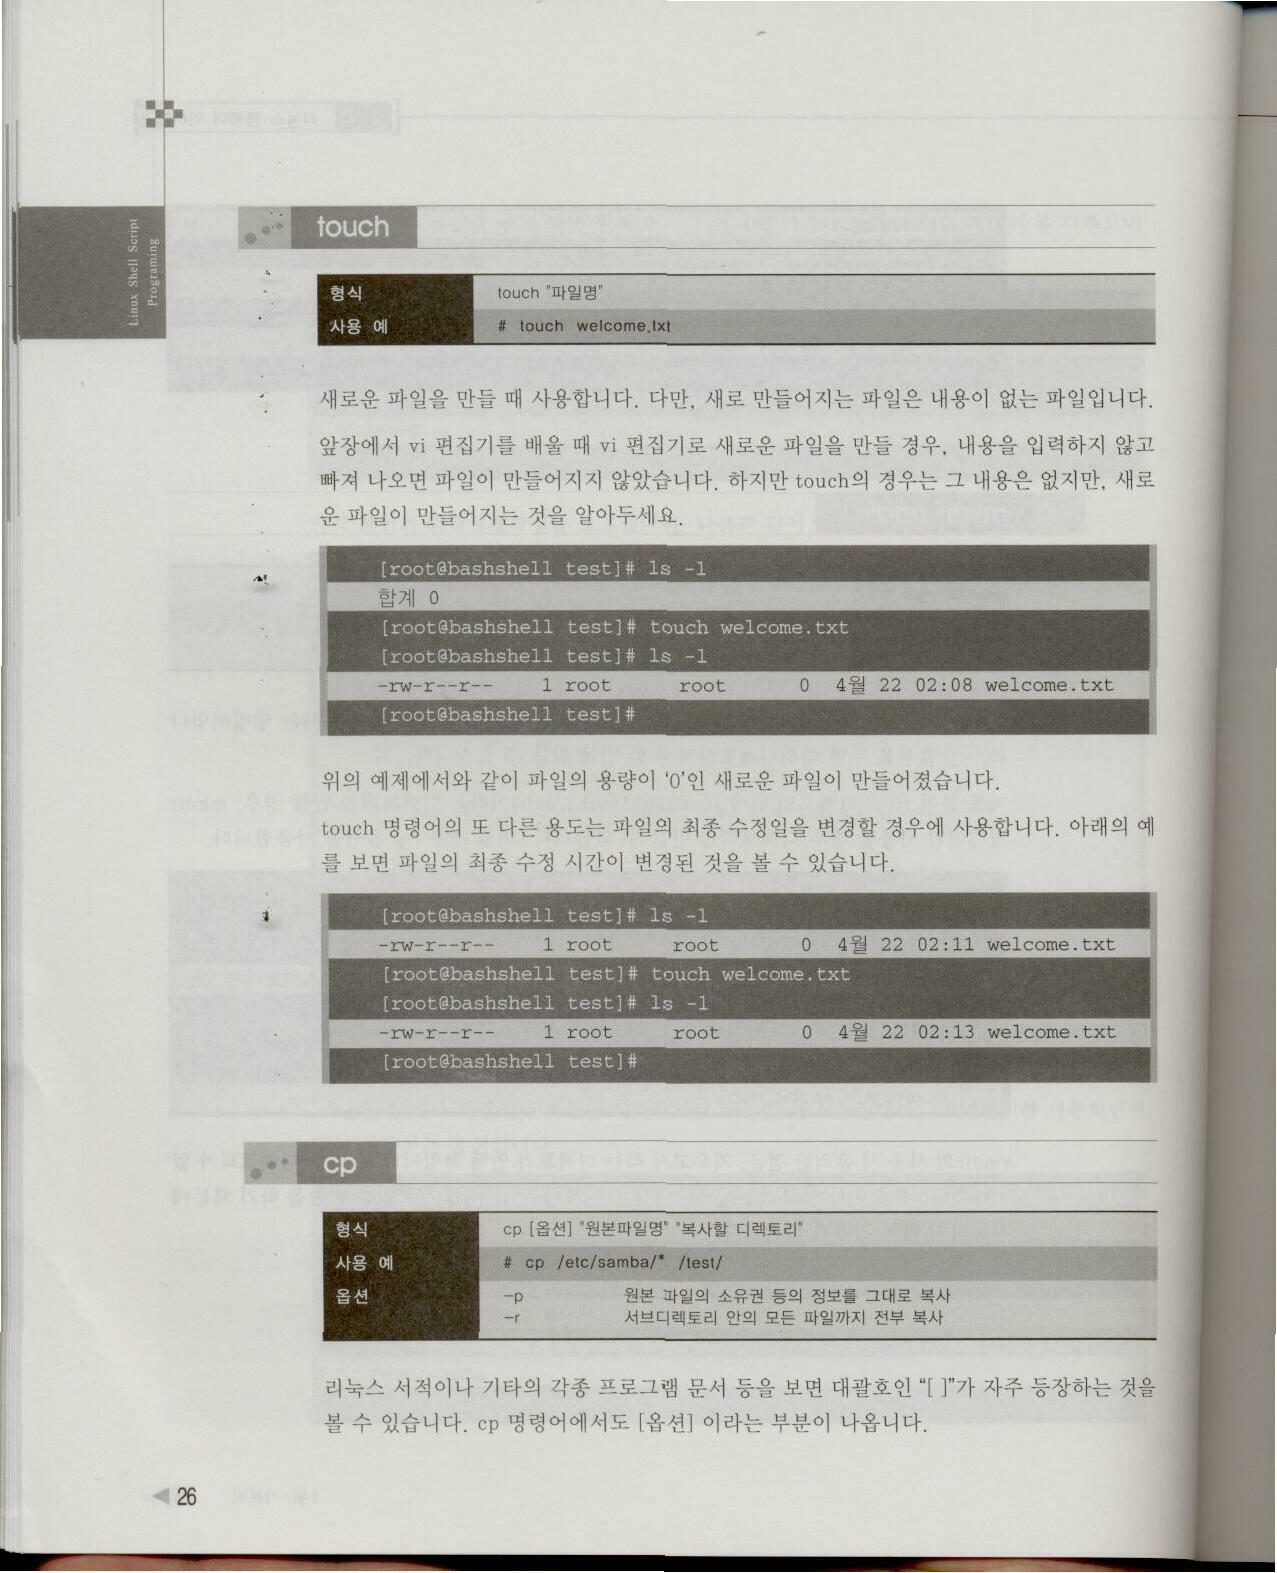 Linux Shell Script
Programing
touch
형식 touch "파일명"
사용 예 # touch welcome.txt
새로운 파일을 만들 때 사용합니다. 다만, 새로 만들어지는 파일은 내용이 없는 파일입니다.
앞장에서 vi 편집기를 배울 때 vi 편집기로 새로운 파일을 만들 경우, 내용을 입력하지 않고
빠져 나오면 파일이 만들어지지 않았습니다. 하지만 touch의 경우는 그 내용은 없지만, 새로
운 파일이 만들어지는 것을 알아두세요.
[root@bashshell test]# ls -l
합계 0
[root@bashshell test]# touch welcome.txt
[root@bashshell test]# ls -l
-rw-r--r-- 1 root root 0 4월 22 02:08 welcome.txt
[root@bashshell test]#
위의 예제에서와 같이 파일의 용량이 '0'인 새로운 파일이 만들어졌습니다.
touch 명령어의 또 다른 용도는 파일의 최종 수정일을 변경할 경우에 사용합니다. 아래의 예
를 보면 파일의 최종 수정 시간이 변경된 것을 볼 수 있습니다.
[root@bashshell test]# ls -l
-rw-r--r-- 1 root root 0 4월 22 02:11 welcome.txt
[root@bashshell test]# touch welcome.txt
[root@bashshell test]# ls -l
-rw-r--r-- 1 root root 0 4월 22 02:13 welcome.txt
[root@bashshell test]#
cp
형식 cp [옵션] "원본파일명" "복사할 디렉토리"
사용 예 # cp /etc/samba/* /test/
옵션 -p 원본 파일의 소유권 등의 정보를 그대로 복사
-r 서브디렉토리 안의 모든 파일까지 전부 복사
리눅스 서적이나 기타의 각종 프로그램 문서 등을 보면 대괄호인 “[ ]”가 자주 등장하는 것을
볼 수 있습니다. cp 명령어에서도 [옵션] 이라는 부분이 나옵니다.
26